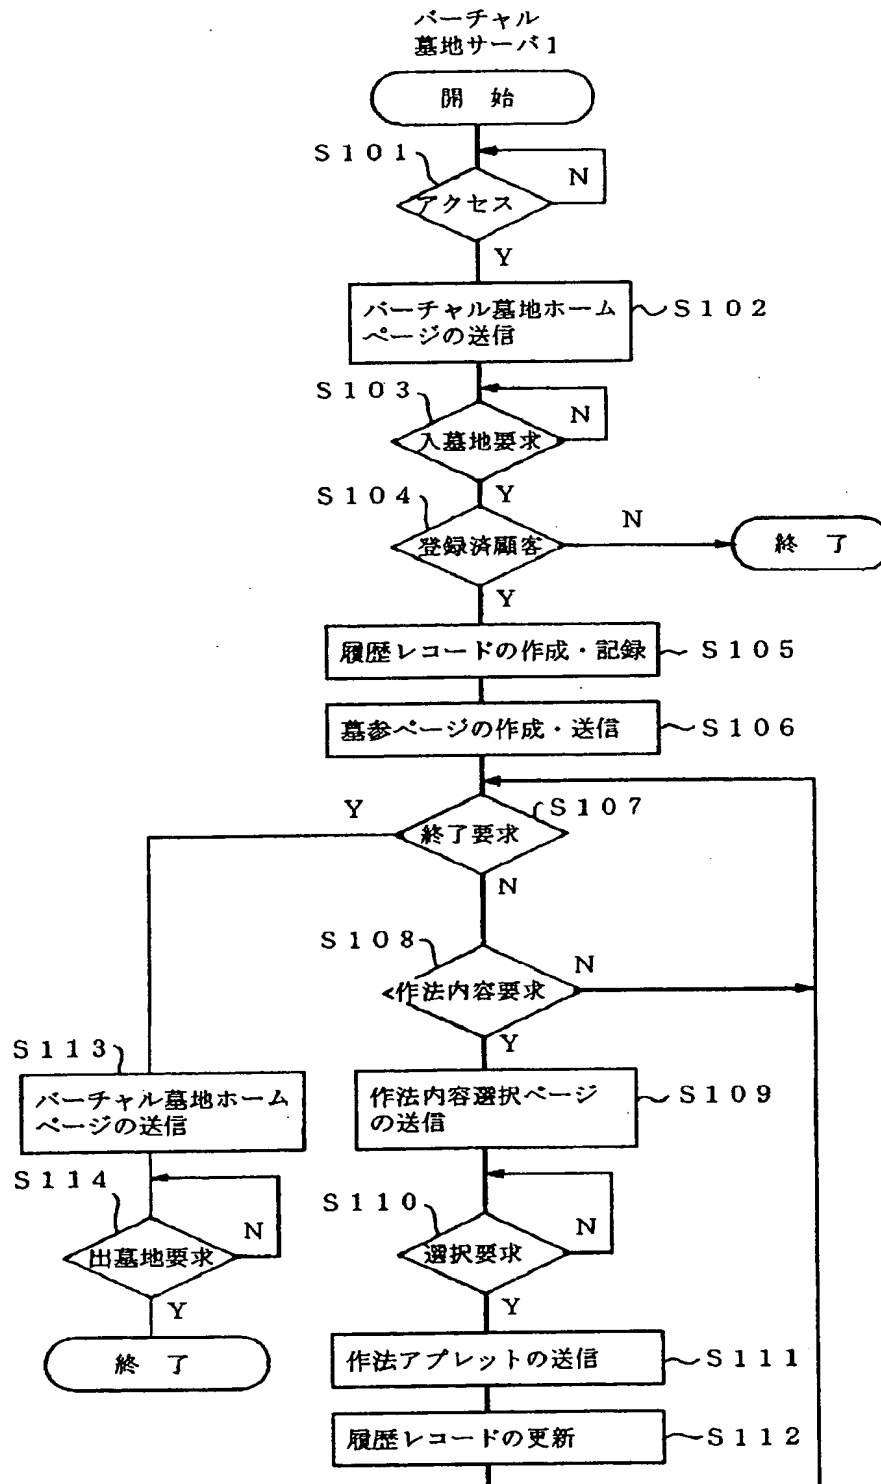 バーチャル
墓地サーバ1
開 始
S101
N
アクセス
Y
バーチャル墓地ホーム
ページの送信
S102
S103
N
入墓地要求
Y
S104
登録済顧客
N
終 了
Y
履歴レコードの作成・記録
S105
墓参ページの作成・送信
S106
Y
S107
終了要求
N
S108
N
作法内容要求
Y
S113
バーチャル墓地ホーム
ページの送信
作法内容選択ページ
の送信
S109
S114
N
出墓地要求
Y
終 了
S110
N
選択要求
Y
作法アプレットの送信
S111
履歴レコードの更新
S112